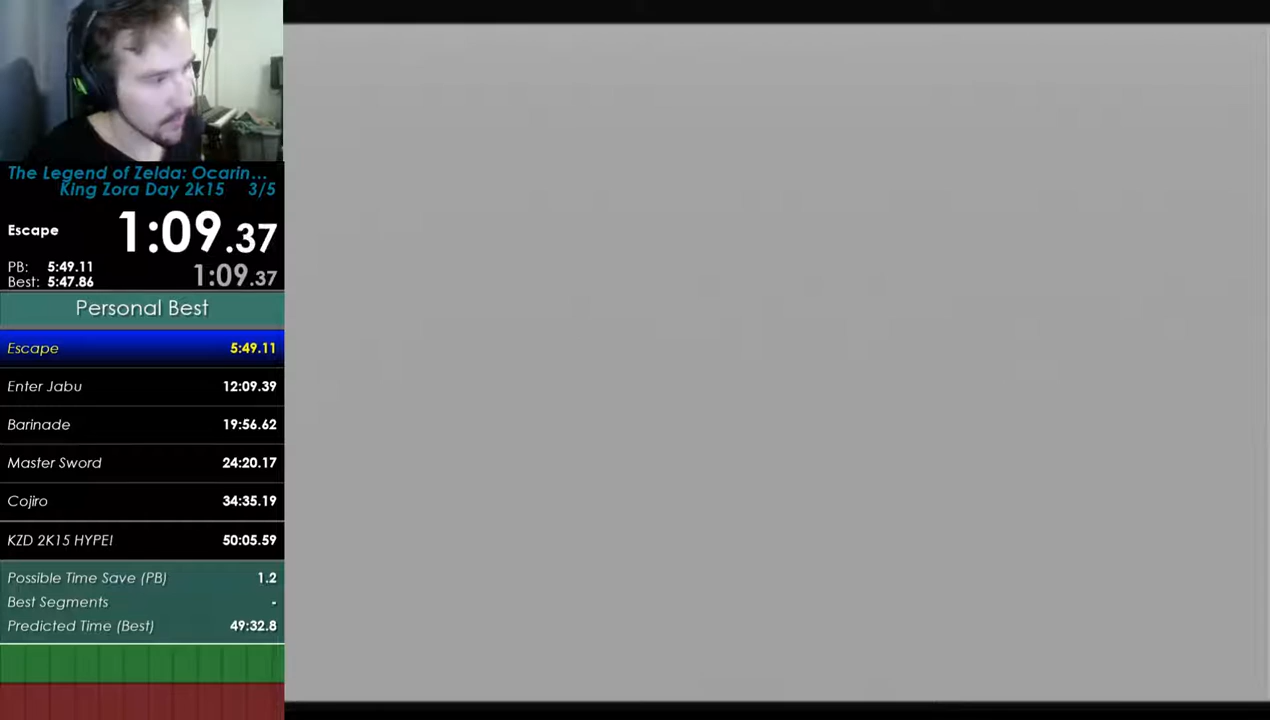 The Legend of Zelda: Ocarin...
King Zora Day 2k15 3/5
Escape 1:09.37
PB: 5:49.11 1:09.37
Best: 5:47.86
Personal Best
Escape 5:49.11
Enter Jabu 12:09.39
Barinade 19:56.62
Master Sword 24:20.17
Cojiro 34:35.19
KZD 2K15 HYPE! 50:05.59
Possible Time Save (PB) 1.2
Best Segments -
Predicted Time (Best) 49:32.8